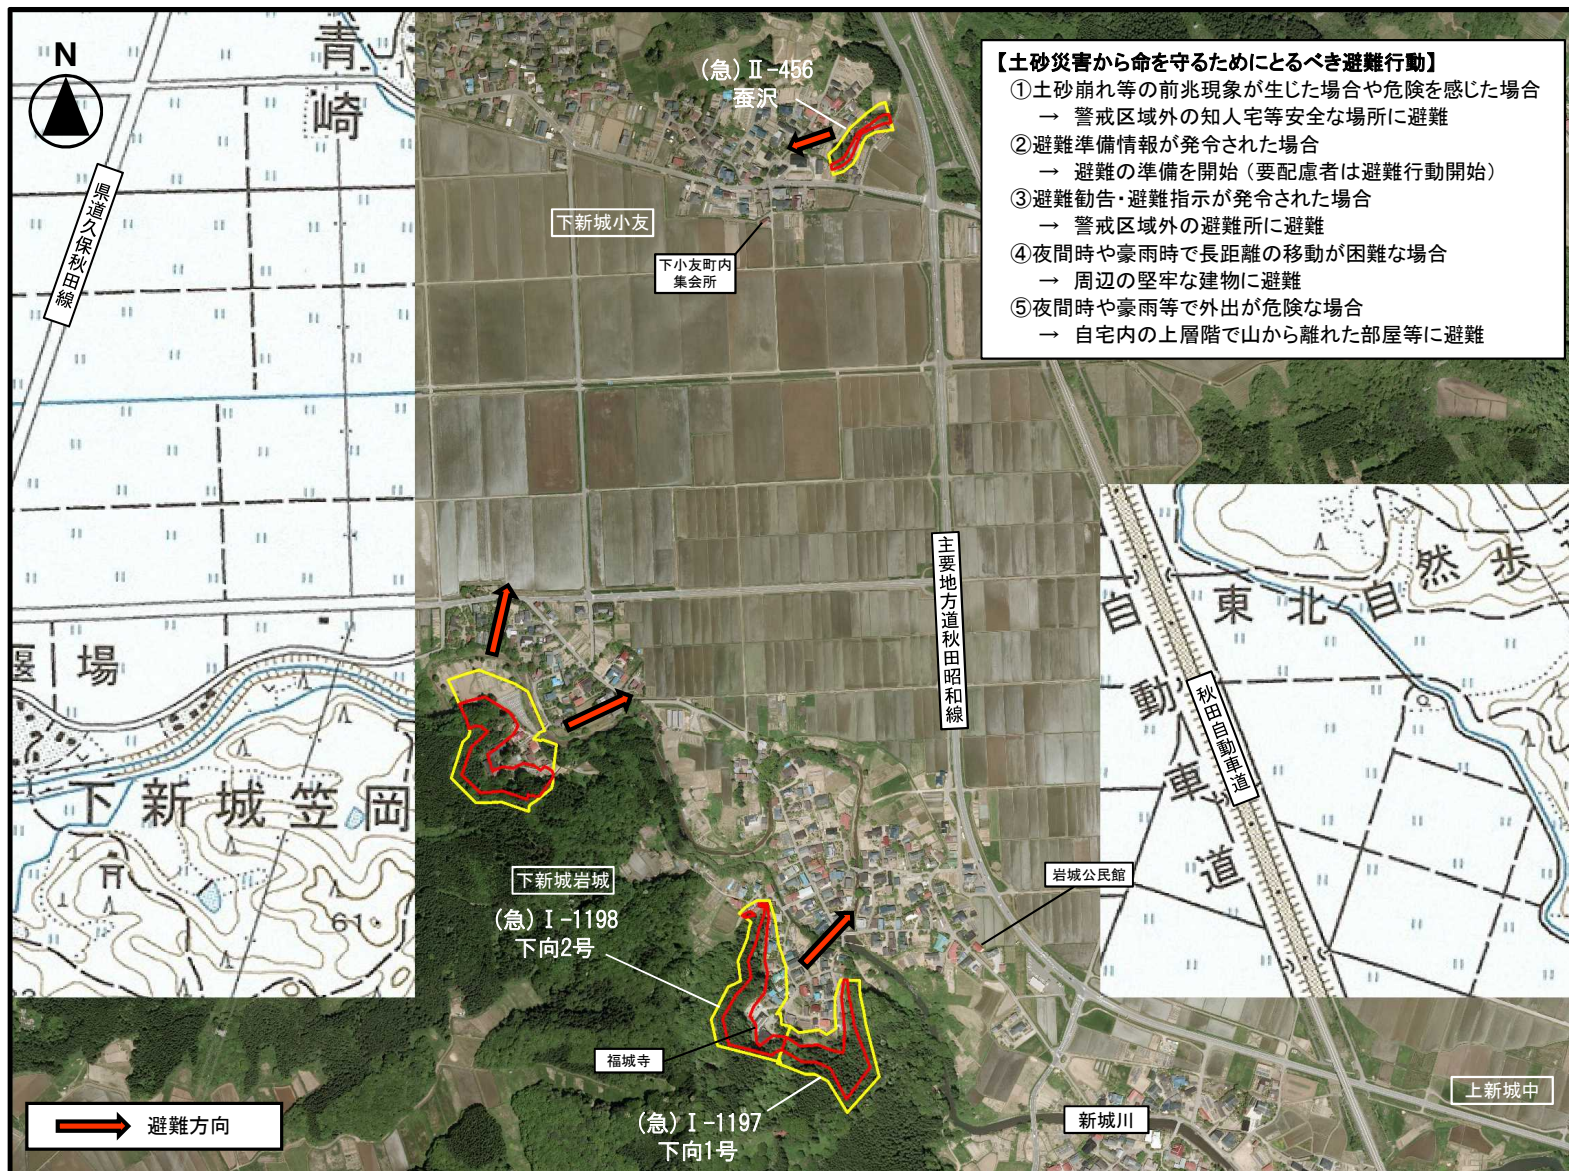 N
青崎
県道久保秋田線
(急)Ⅱ-456
蚕沢
【土砂災害から命を守るためにとるべき避難行動】
①土砂崩れ等の前兆現象が生じた場合や危険を感じた場合
→ 警戒区域外の知人宅等安全な場所に避難
②避難準備情報が発令された場合
→ 避難の準備を開始(要配慮者は避難行動開始)
③避難勧告・避難指示が発令された場合
→ 警戒区域外の避難所に避難
④夜間時や豪雨時で長距離の移動が困難な場合
→ 周辺の堅牢な建物に避難
⑤夜間時や豪雨等で外出が危険な場合
→ 自宅内の上層階で山から離れた部屋等に避難
下新城小友
下小友町内
集会所
主要地方道秋田昭和線
東北自
然歩
自動車道
秋田自動車道
堰場
下新城笠岡
61
下新城岩城
(急)Ⅰ-1198
下向2号
岩城公民館
福城寺
(急)Ⅰ-1197
下向1号
新城川
上新城中
避難方向